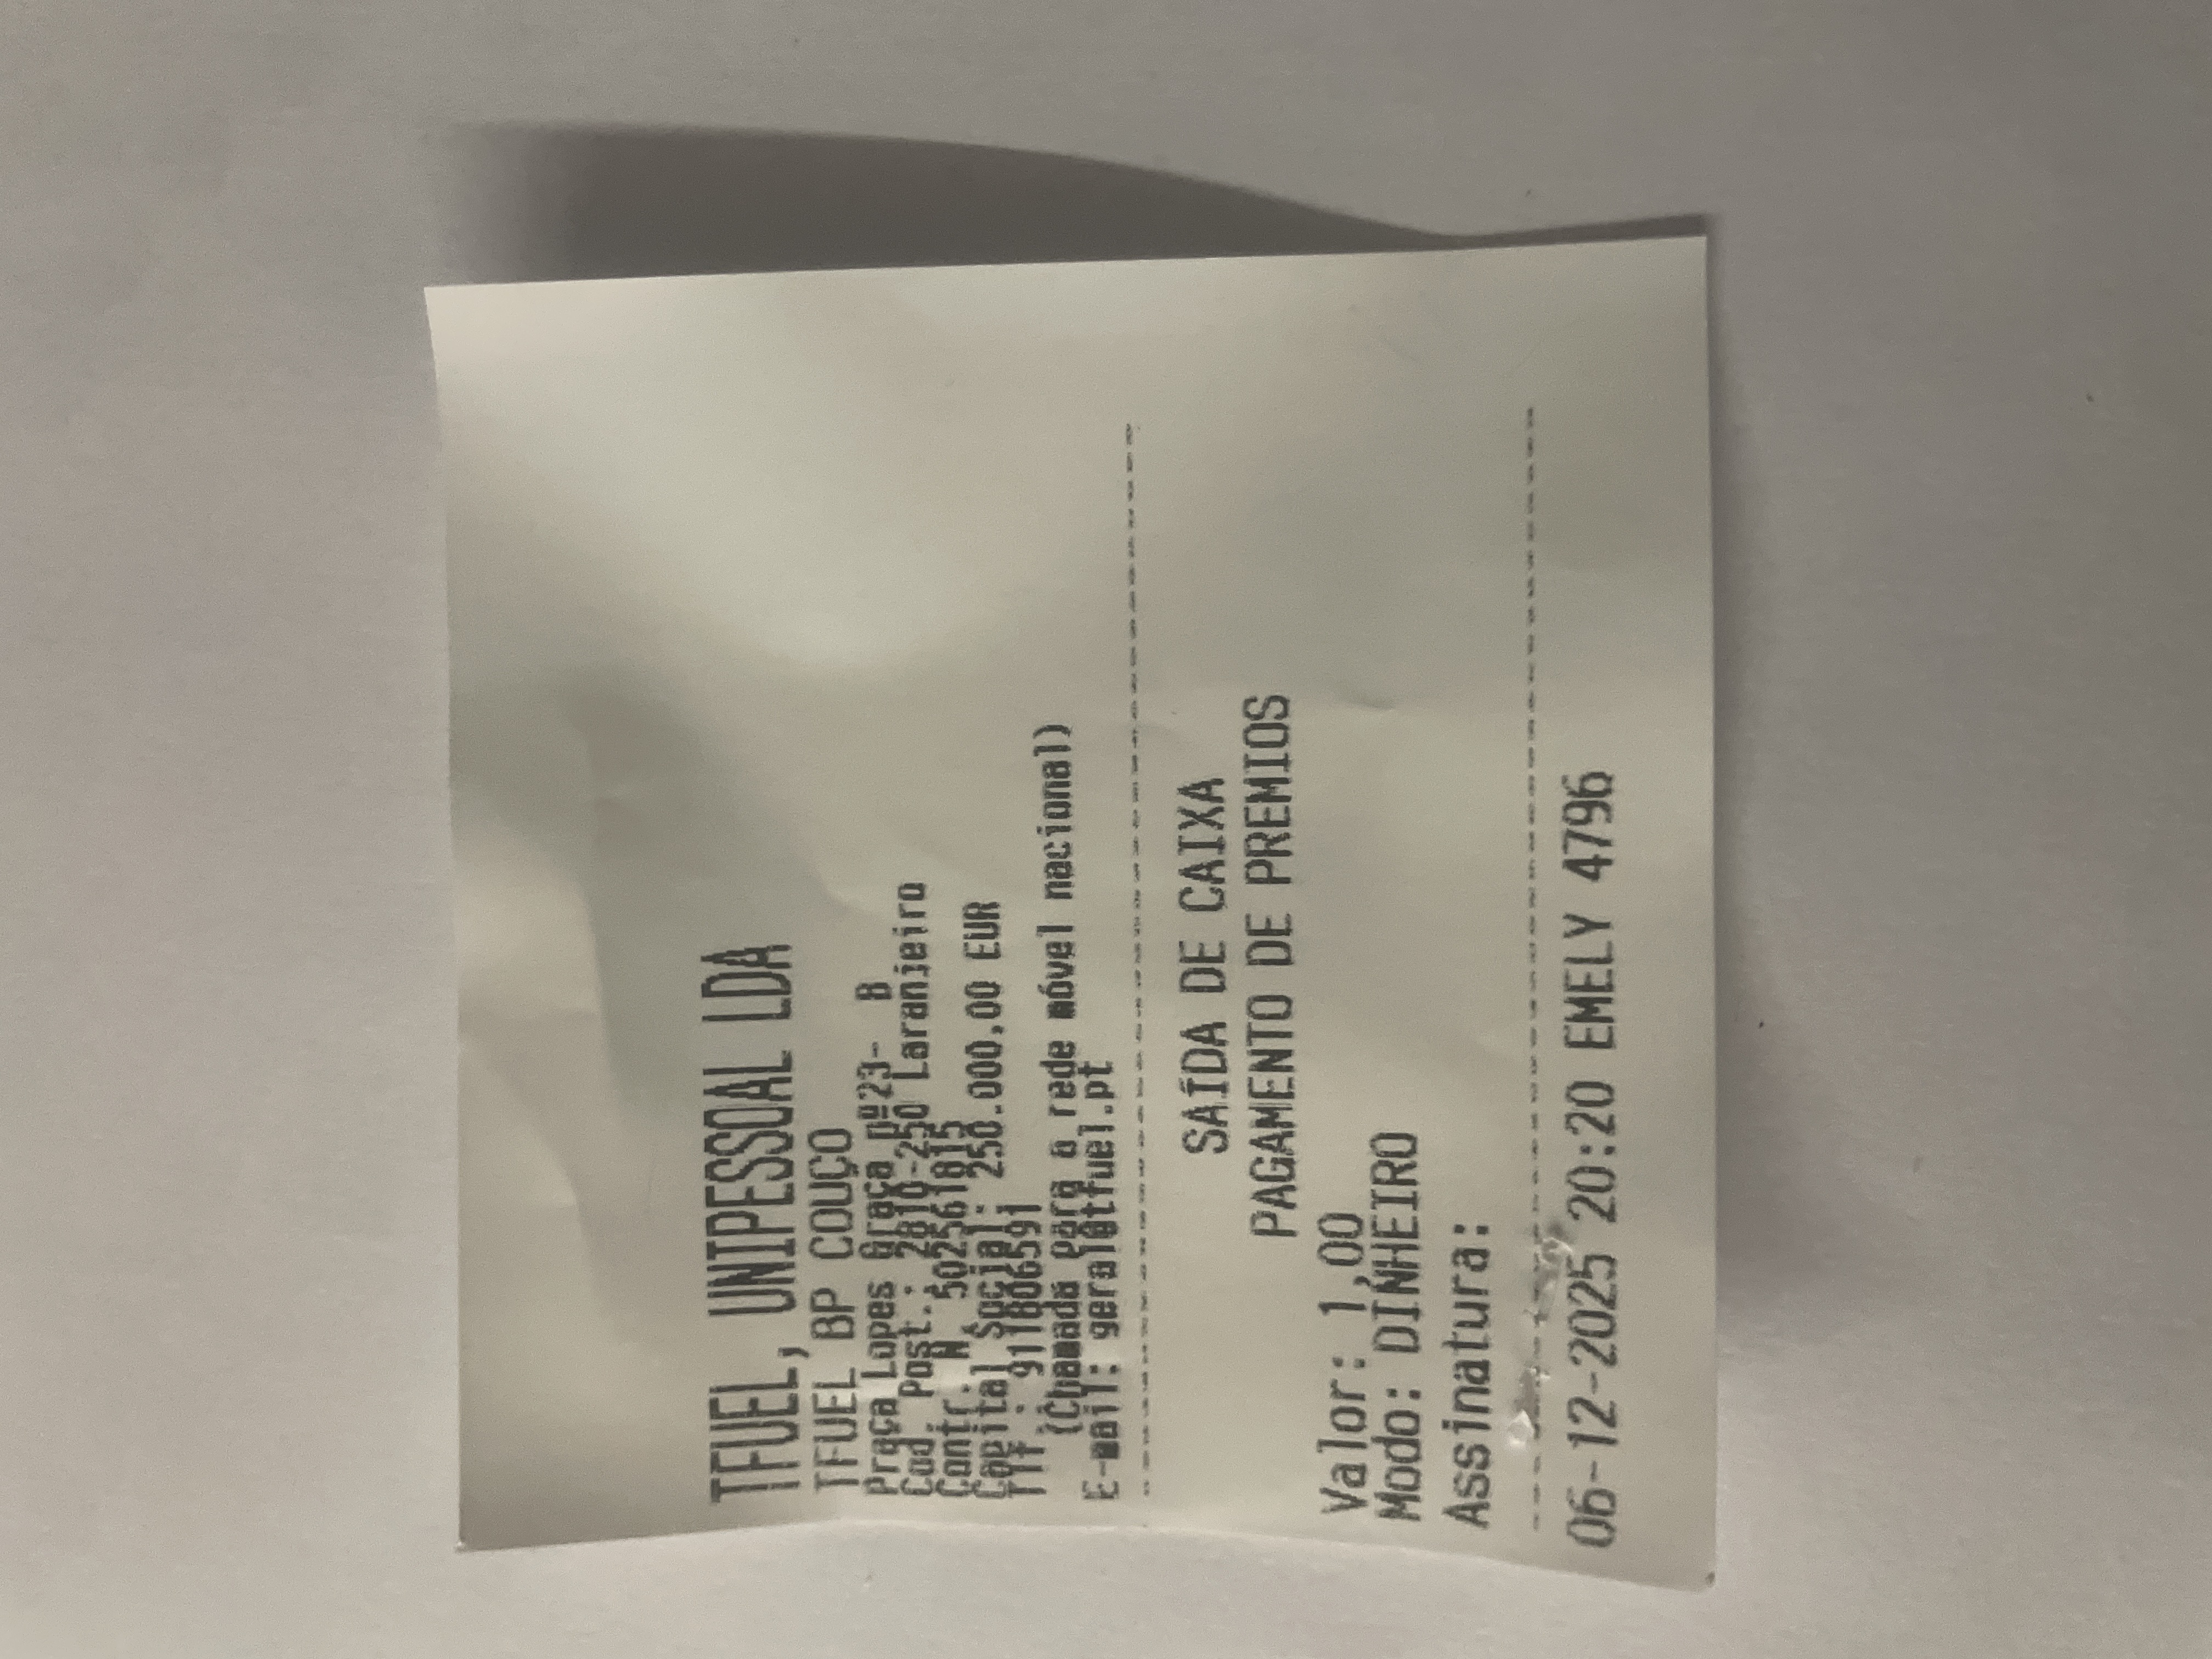 TFUEL, UNIPESSOAL LDA
TFUEL BP COUÇO
Praça Lopes Graça nº23- B
Cod. Post.: 2810-250 Laranjeiro
Contr. Nº 502561815
Capital Social: 250.000,00 EUR
Tlf.: 911806591
(Chamada para a rede móvel nacional)
E-mail: geral@tfuel.pt
SAÍDA DE CAIXA
PAGAMENTO DE PREMIOS
Valor: 1,00
Modo: DINHEIRO
Assinatura:
06-12-2025 20:20 EMELY 4796